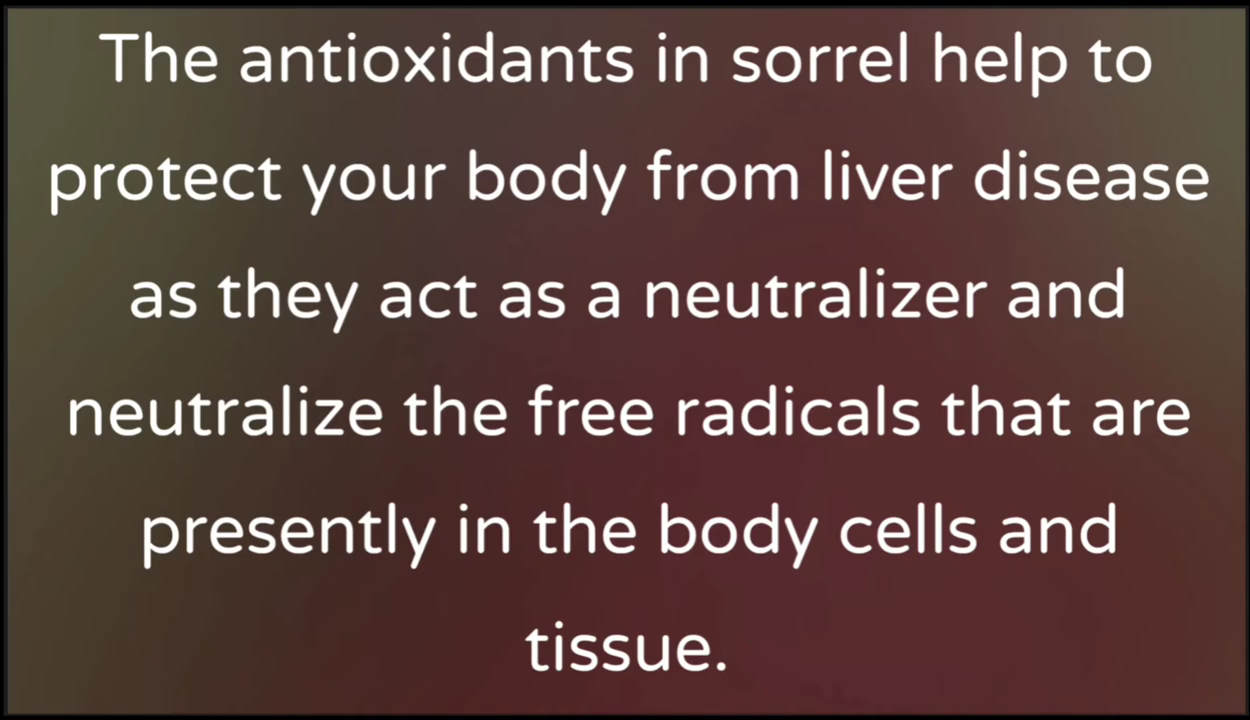 The antioxidants in sorrel help to
protect your body from liver disease
as they act as a neutralizer and
neutralize the free radicals that are
presently in the body cells and
tissue.